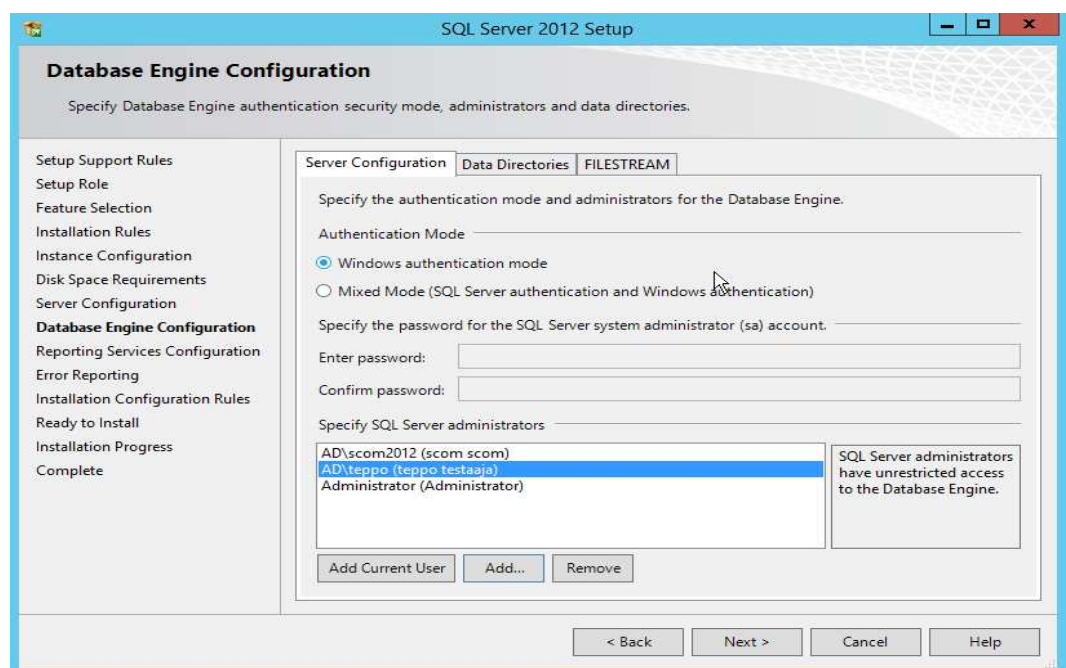 SQL Server 2012 Setup
Database Engine Configuration
Specify Database Engine authentication security mode, administrators and data directories.
Setup Support Rules
Setup Role
Feature Selection
Installation Rules
Instance Configuration
Disk Space Requirements
Server Configuration
Database Engine Configuration
Reporting Services Configuration
Error Reporting
Installation Configuration Rules
Ready to Install
Installation Progress
Complete
Server Configuration Data Directories FILESTREAM
Specify the authentication mode and administrators for the Database Engine.
Authentication Mode
Windows authentication mode
Mixed Mode (SQL Server authentication and Windows authentication)
Specify the password for the SQL Server system administrator (sa) account.
Enter password:
Confirm password:
Specify SQL Server administrators
AD\scom2012 (scom scom)
AD\teppo (teppo testaaja)
Administrator (Administrator)
SQL Server administrators
have unrestricted access
to the Database Engine.
Add Current User Add... Remove
< Back Next > Cancel Help